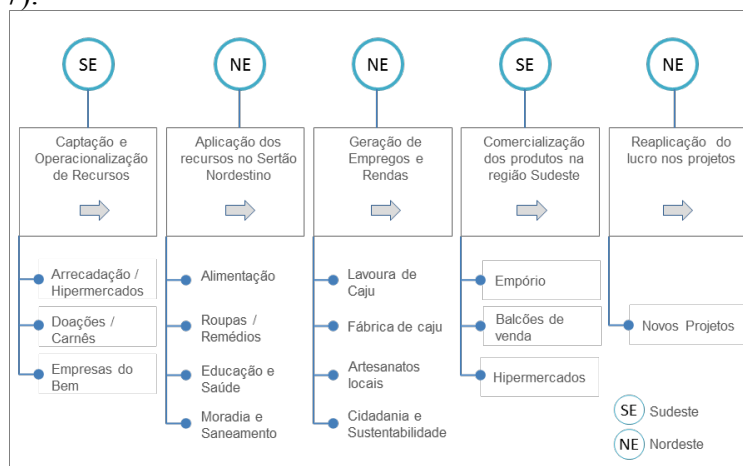 7).
SE
NE
NE
SE
NE
Captação e
Operacionalização
de Recursos
Aplicação dos
recursos no Sertão
Nordestino
Geração de
Empregos e
Rendas
Comercialização
dos produtos na
região Sudeste
Reaplicação do
lucro nos projetos
Arrecadação /
Hipermercados
Doações /
Carnês
Empresas do
Bem
Alimentação
Roupas /
Remédios
Educação e
Saúde
Moradia e
Saneamento
Lavoura de
Caju
Fábrica de caju
Artesanatos
locais
Cidadania e
Sustentabilidade
Empório
Balcões de
venda
Hipermercados
Novos Projetos
SE Sudeste
NE Nordeste